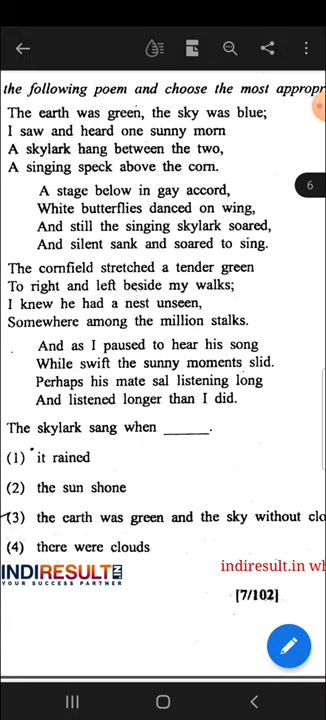 the following poem and choose the most appropr
The earth was green, the sky was blue;
I saw and heard one sunny morn
A skylark hang between the two,
A singing speck above the corn.
6
A stage below in gay accord,
White butterflies danced on wing,
And still the singing skylark soared,
And silent sank and soared to sing.
The cornfield stretched a tender green
To right and left beside my walks;
I knew he had a nest unseen,
Somewhere among the million stalks.
And as I paused to hear his song
While swift the sunny moments slid.
Perhaps his mate sal listening long
And listened longer than I did.
The skylark sang when ______.
(1) it rained
(2) the sun shone
(3) the earth was green and the sky without clo
(4) there were clouds
INDIRESULT.IN
YOUR SUCCESS PARTNER
indiresult.in wh
[7/102]